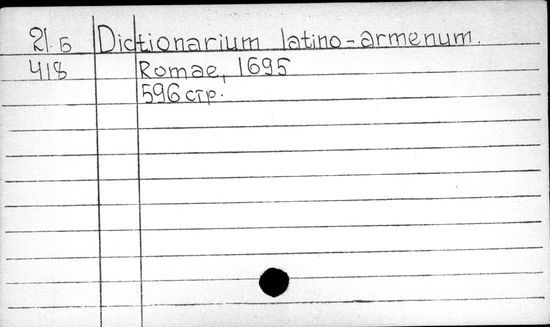 21.Б Dictionarium latino-armenum.
418 Romae, 1695
596 стр.